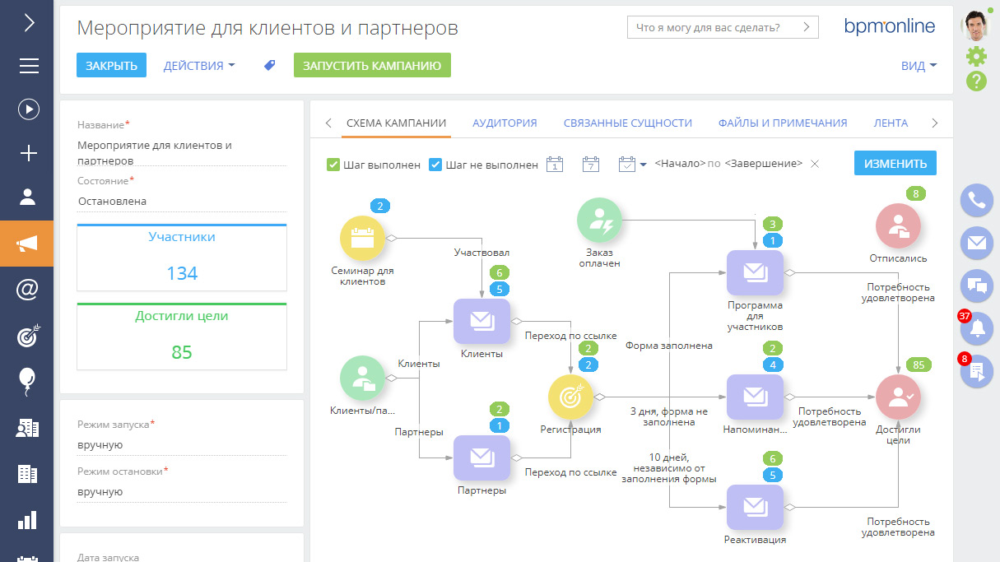 Мероприятие для клиентов и партнеров
Что я могу для вас сделать?
bpmonline
ЗАКРЫТЬ
ДЕЙСТВИЯ
ЗАПУСТИТЬ КАМПАНИЮ
ВИД
Название*
Мероприятие для клиентов и
партнеров
Состояние*
Остановлена
Участники
134
Достигли цели
85
Режим запуска*
вручную
Режим остановки*
вручную
Дата запуска
СХЕМА КАМПАНИИ
АУДИТОРИЯ
СВЯЗАННЫЕ СУЩНОСТИ
ФАЙЛЫ И ПРИМЕЧАНИЯ
ЛЕНТА
Шаг выполнен
Шаг не выполнен
1
7
<Начало> по <Завершение>
ИЗМЕНИТЬ
2
Семинар для
клиентов
Участвовал
6
5
Клиенты
Клиенты
Клиенты/па...
Партнеры
2
1
Партнеры
Переход по ссылке
2
2
Регистрация
Переход по ссылке
Заказ
оплачен
Форма заполнена
3 дня, форма не
заполнена
10 дней,
независимо от
заполнения формы
3
1
Программа
для
участников
2
4
Напоминан...
6
5
Реактивация
8
Отписались
Потребность
удовлетворена
Потребность
удовлетворена
85
Достигли
цели
Потребность
удовлетворена
?
37
8